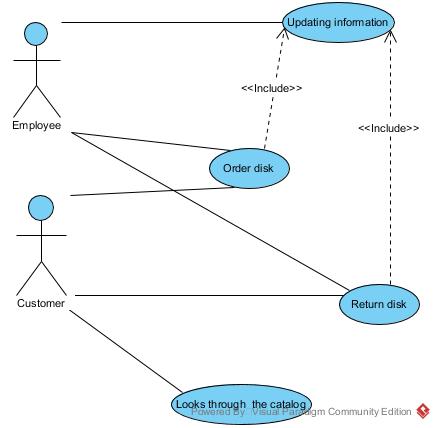 Updating information
<<Include>>
Employee
<<Include>>
Order disk
Customer
Return disk
Looks through the catalog
Powered By Visual Paradigm Community Edition